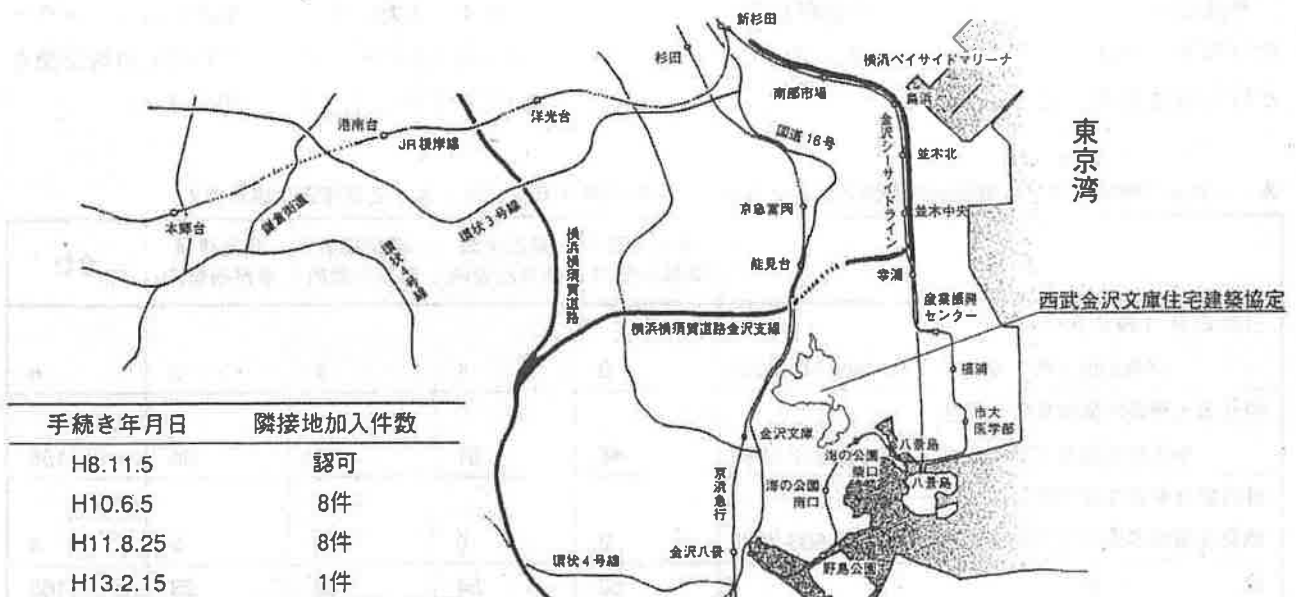 新杉田
杉田
横浜ベイサイドマリーナ
南部市場
鳥浜
洋光台
港南台
JR根岸線
国道16号
金沢シーサイドライン
並木北
東京湾
本郷台
鎌倉街道
環状3号線
環状4号線
京急富岡
並木中央
横浜横須賀道路
能見台
幸浦
産業振興
センター
西武金沢文庫住宅建築協定
横浜横須賀道路金沢支線
福浦
市大
医学部
金沢文庫
海の公園
柴口
八景島
八景島
海の公園
南口
京浜急行
金沢八景
野島公園
環状4号線
手続き年月日 隣接地加入件数
H8.11.5 認可
H10.6.5 8件
H11.8.25 8件
H13.2.15 1件